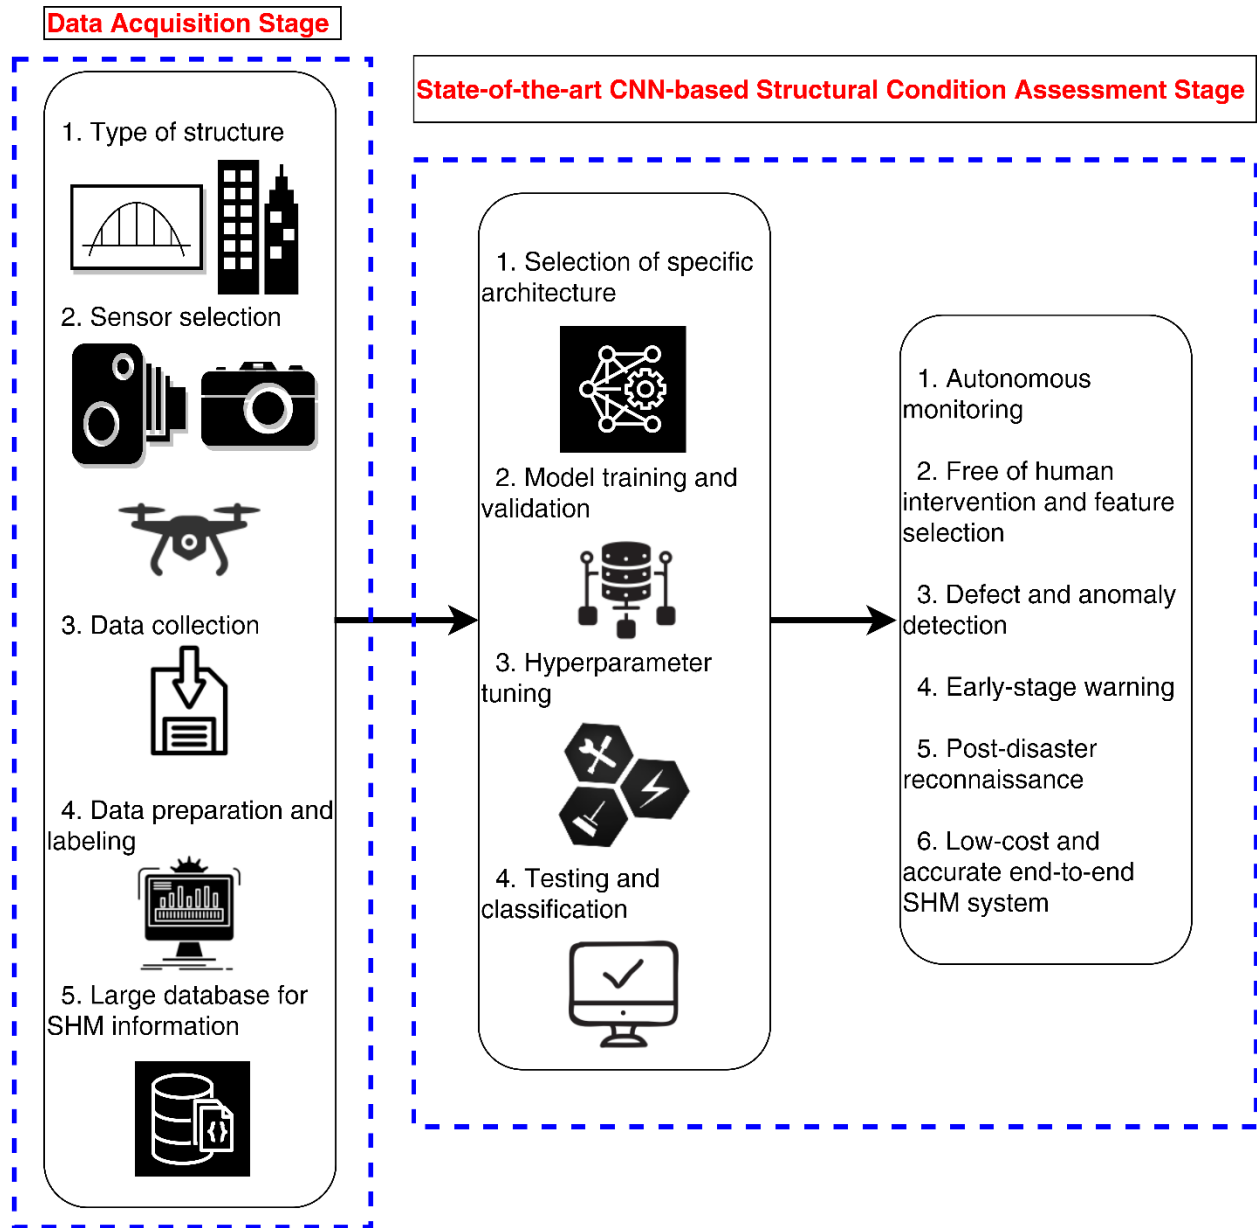 Data Acquisition Stage
1. Type of structure
2. Sensor selection
3. Data collection
4. Data preparation and
labeling
5. Large database for
SHM information
State-of-the-art CNN-based Structural Condition Assessment Stage
1. Selection of specific
architecture
2. Model training and
validation
3. Hyperparameter
tuning
4. Testing and
classification
1. Autonomous
monitoring
2. Free of human
intervention and feature
selection
3. Defect and anomaly
detection
4. Early-stage warning
5. Post-disaster
reconnaissance
6. Low-cost and
accurate end-to-end
SHM system